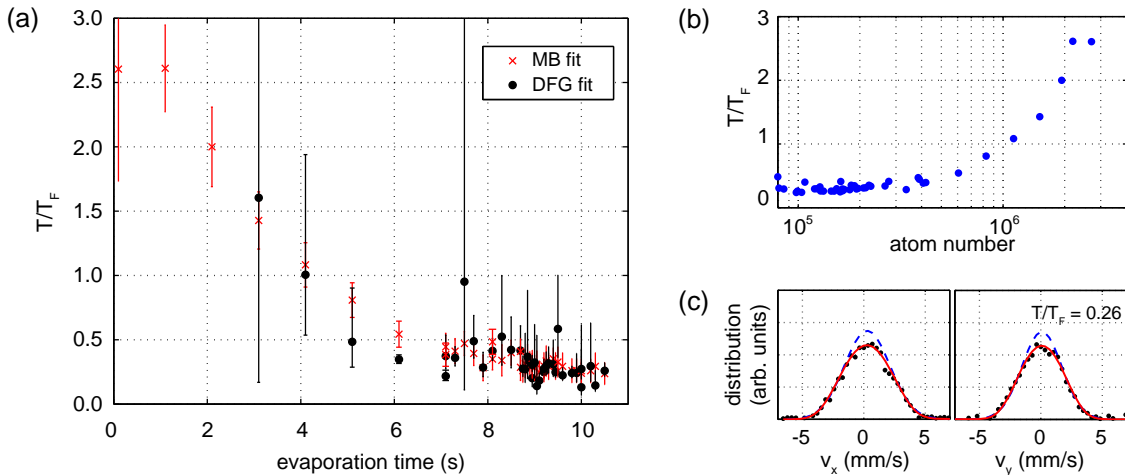 (a)
3.0
2.5
2.0
1.5
1.0
0.5
0.0
T/T_F
0 2 4 6 8 10
evaporation time (s)
MB fit
DFG fit
(b)
3
2
1
0
T/T_F
10^5 10^6
atom number
(c)
distribution
(arb. units)
T/T_F = 0.26
−5 0 5 −5 0 5
v_x (mm/s) v_y (mm/s)